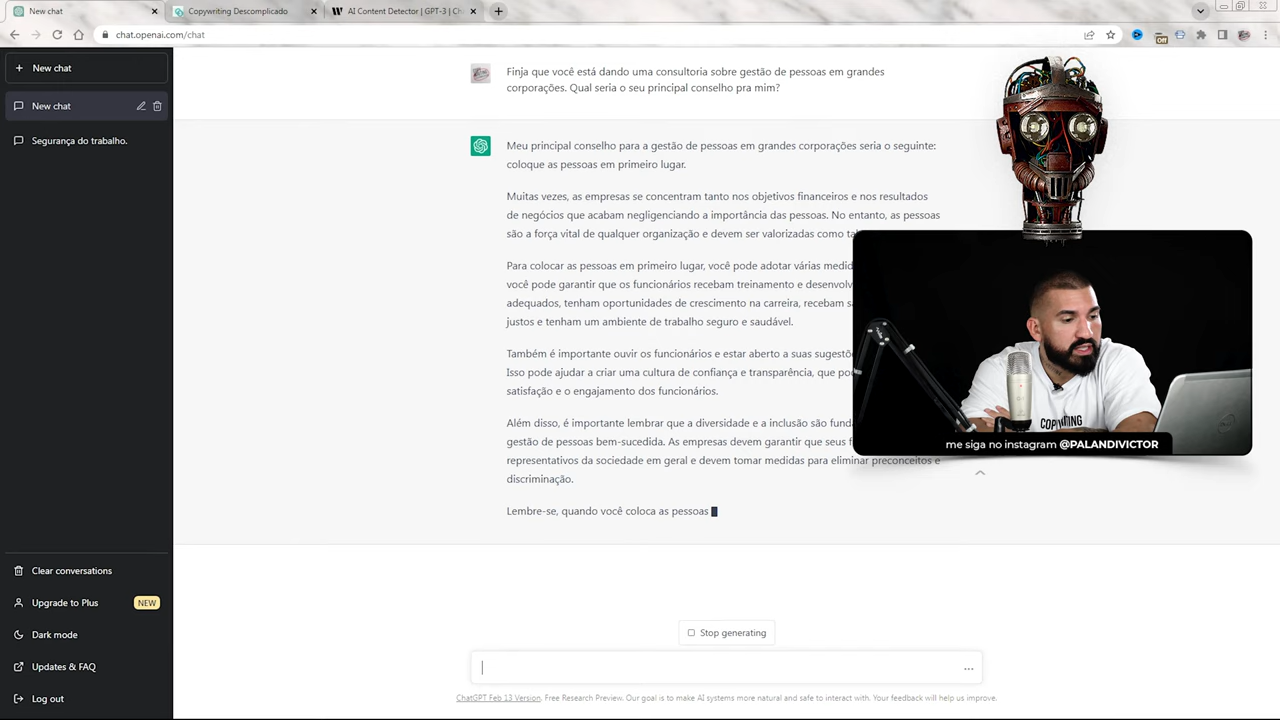 New chat
Copywriting Descomplicado
AI Content Detector | GPT-3 | Ch
chat.openai.com/chat
Off
New chat
New chat
Segurança do trabalho.
Clear conversations
Upgrade to Plus NEW
Dark mode
Updates & FAQ
Log out
Finja que você está dando uma consultoria sobre gestão de pessoas em grandes
corporações. Qual seria o seu principal conselho pra mim?
Meu principal conselho para a gestão de pessoas em grandes corporações seria o seguinte:
coloque as pessoas em primeiro lugar.
Muitas vezes, as empresas se concentram tanto nos objetivos financeiros e nos resultados
de negócios que acabam negligenciando a importância das pessoas. No entanto, as pessoas
são a força vital de qualquer organização e devem ser valorizadas como
Para colocar as pessoas em primeiro lugar, você pode adotar várias
você pode garantir que os funcionários recebam treinamento e
adequados, tenham oportunidades de crescimento na carreira, recebam
justos e tenham um ambiente de trabalho seguro e saudável.
Também é importante ouvir os funcionários e estar aberto a suas
Isso pode ajudar a criar uma cultura de confiança e transparência, que
satisfação e o engajamento dos funcionários.
Além disso, é importante lembrar que a diversidade e a inclusão são
gestão de pessoas bem-sucedida. As empresas devem garantir que seus
representativos da sociedade em geral e devem tomar medidas para eliminar preconceitos e
discriminação.
Lembre-se, quando você coloca as pessoas
me siga no instagram @PALANDIVICTOR
Stop generating
ChatGPT Feb 13 Version. Free Research Preview. Our goal is to make AI systems more natural and safe to interact with. Your feedback will help us improve.